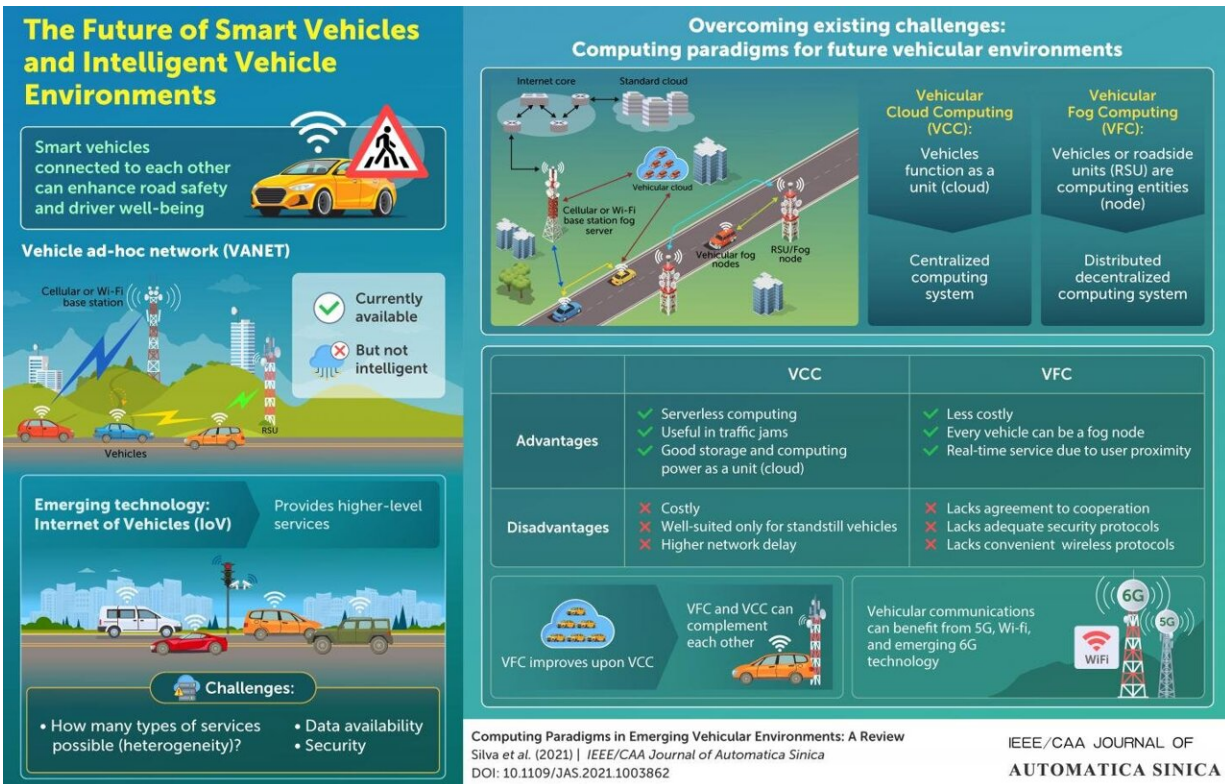 The Future of Smart Vehicles
and Intelligent Vehicle
Environments
Smart vehicles
connected to each other
can enhance road safety
and driver well-being
Vehicle ad-hoc network (VANET)
Cellular or Wi-Fi
base station
Currently
available
But not
intelligent
RSU
Vehicles
Emerging technology:
Internet of Vehicles (IoV)
Provides higher-level
services
Challenges:
• How many types of services
possible (heterogeneity)?
• Data availability
• Security
Overcoming existing challenges:
Computing paradigms for future vehicular environments
Internet core
Standard cloud
Vehicular cloud
Cellular or Wi-Fi
base station fog
server
Vehicular fog
nodes
RSU/Fog
node
Vehicular
Cloud Computing
(VCC):
Vehicles
function as a
unit (cloud)
Centralized
computing
system
Vehicular
Fog Computing
(VFC):
Vehicles or roadside
units (RSU) are
computing entities
(node)
Distributed
decentralized
computing system
VCC
VFC
Advantages
Serverless computing
Useful in traffic jams
Good storage and computing
power as a unit (cloud)
Less costly
Every vehicle can be a fog node
Real-time service due to user proximity
Disadvantages
Costly
Well-suited only for standstill vehicles
Higher network delay
Lacks agreement to cooperation
Lacks adequate security protocols
Lacks convenient wireless protocols
VFC improves upon VCC
VFC and VCC can
complement
each other
Vehicular communications
can benefit from 5G, Wi-fi,
and emerging 6G
technology
WiFi
6G
5G
Computing Paradigms in Emerging Vehicular Environments: A Review
Silva et al. (2021) | IEEE/CAA Journal of Automatica Sinica
DOI: 10.1109/JAS.2021.1003862
IEEE/CAA JOURNAL OF
AUTOMATICA SINICA